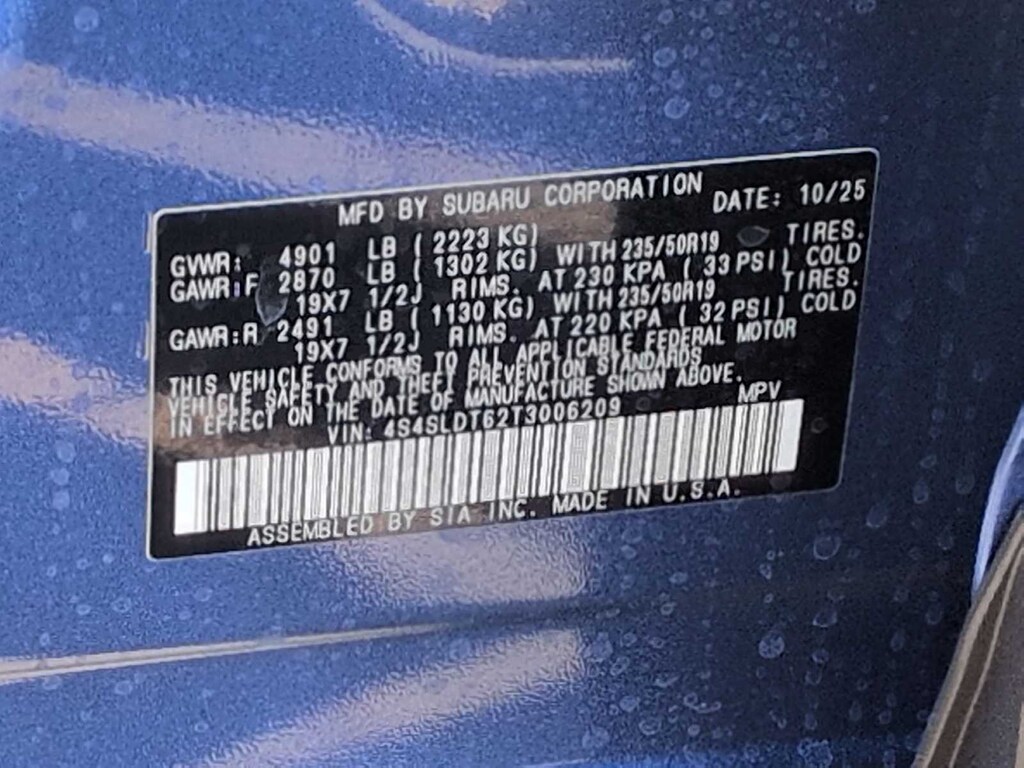 MFD BY SUBARU CORPORATION DATE: 10/25
GVWR: 4901 LB ( 2223 KG)
GAWR:F 2870 LB ( 1302 KG) WITH 235/50R19 TIRES.
19X7 1/2J RIMS. AT 230 KPA ( 33 PSI) COLD
GAWR:R 2491 LB ( 1130 KG) WITH 235/50R19 TIRES.
19X7 1/2J RIMS. AT 220 KPA ( 32 PSI) COLD
THIS VEHICLE CONFORMS TO ALL APPLICABLE FEDERAL MOTOR
VEHICLE SAFETY AND THEFT PREVENTION STANDARDS
IN EFFECT ON THE DATE OF MANUFACTURE SHOWN ABOVE.
VIN: 4S4SLDT62T3006209 MPV
ASSEMBLED BY SIA INC. MADE IN U.S.A.